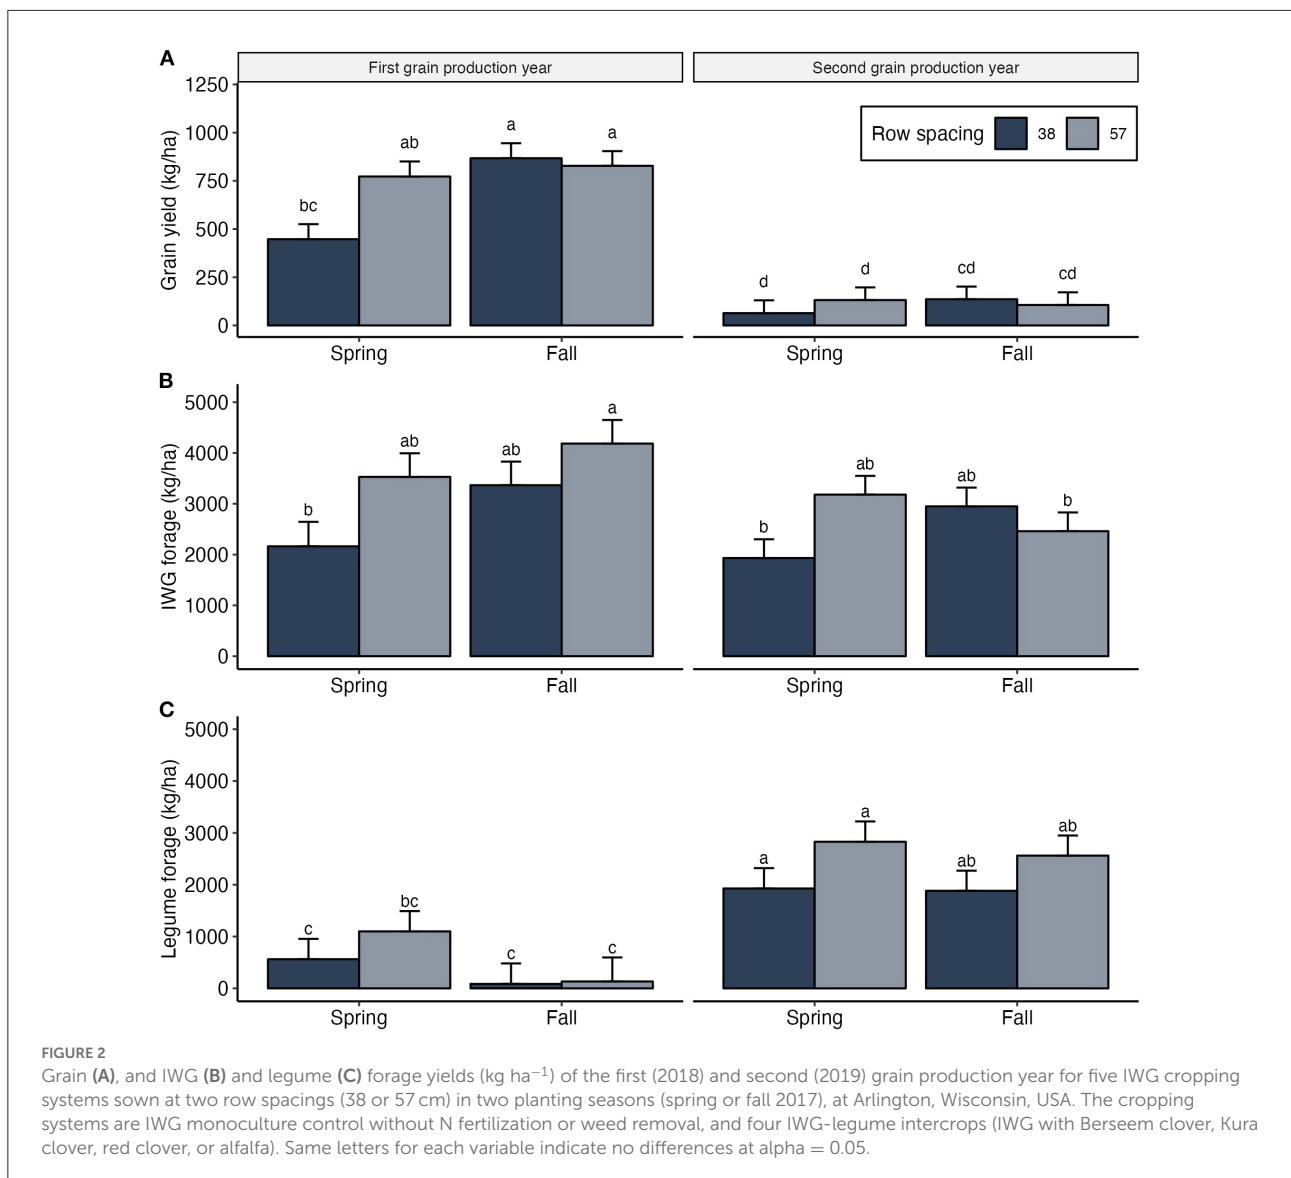 A
First grain production year
Second grain production year
Grain yield (kg/ha)
1250
1000
750
500
250
0
bc
ab
a
a
Row spacing 38 57
d
d
cd
cd
Spring
Fall
Spring
Fall
B
IWG forage (kg/ha)
5000
4000
3000
2000
1000
0
b
ab
ab
a
b
ab
ab
b
Spring
Fall
Spring
Fall
C
Legume forage (kg/ha)
5000
4000
3000
2000
1000
0
c
bc
c
c
a
a
ab
ab
Spring
Fall
Spring
Fall
FIGURE 2
Grain (A), and IWG (B) and legume (C) forage yields (kg ha⁻¹) of the first (2018) and second (2019) grain production year for five IWG cropping
systems sown at two row spacings (38 or 57 cm) in two planting seasons (spring or fall 2017), at Arlington, Wisconsin, USA. The cropping
systems are IWG monoculture control without N fertilization or weed removal, and four IWG-legume intercrops (IWG with Berseem clover, Kura
clover, red clover, or alfalfa). Same letters for each variable indicate no differences at alpha = 0.05.